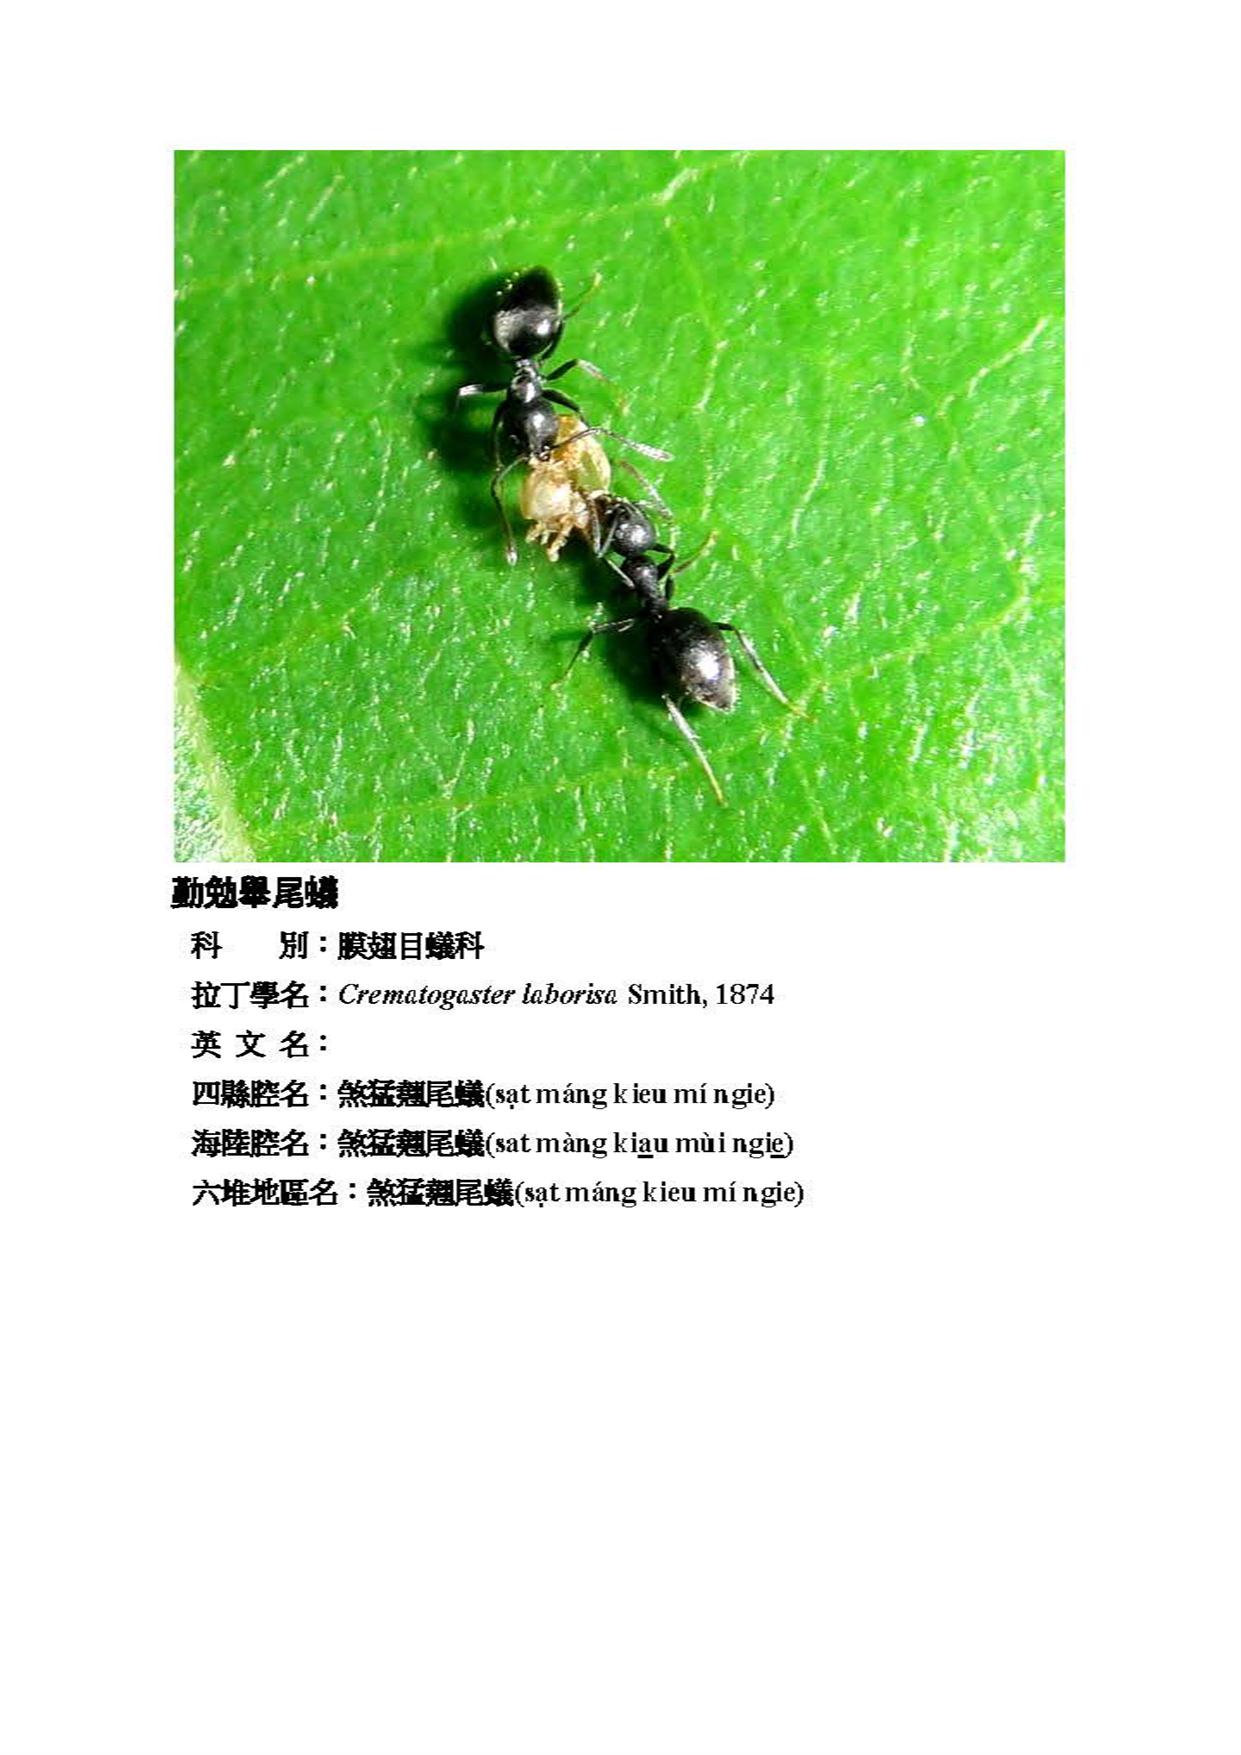 勤勉舉尾蟻
科　　別：膜翅目蟻科
拉丁學名：Crematogaster laborisa Smith, 1874
英 文 名：
四縣腔名：煞猛翹尾蟻(sạt máng kieu mí ngie)
海陸腔名：煞猛翹尾蟻(sat màng kia̲u mùi ngie̲)
六堆地區名：煞猛翹尾蟻(sạt máng kieu mí ngie)